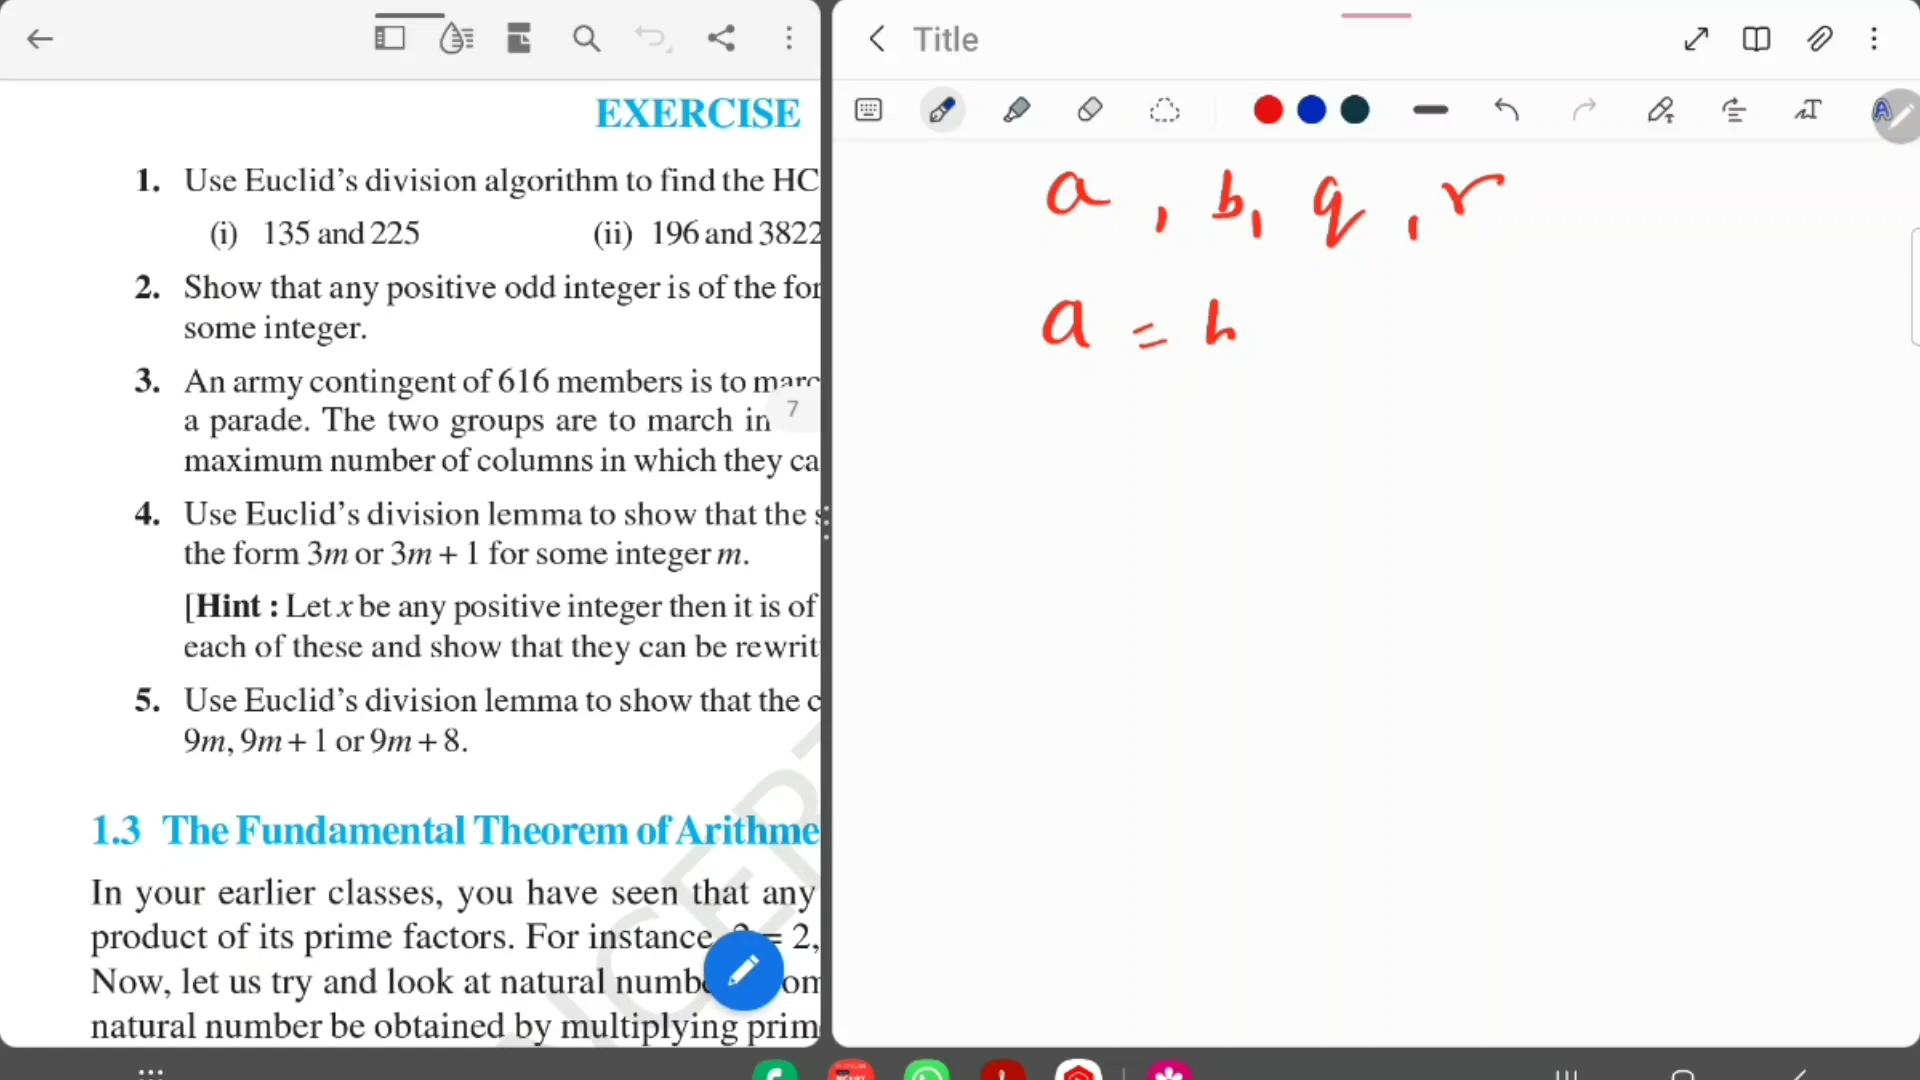 Title
EXERCISE
1. Use Euclid's division algorithm to find the HC
(i) 135 and 225 (ii) 196 and 3822
2. Show that any positive odd integer is of the for
some integer.
3. An army contingent of 616 members is to marc
a parade. The two groups are to march in
7
maximum number of columns in which they ca
4. Use Euclid's division lemma to show that the s
the form 3m or 3m + 1 for some integer m.
[Hint : Let x be any positive integer then it is of
each of these and show that they can be rewrit
5. Use Euclid's division lemma to show that the c
9m, 9m + 1 or 9m + 8.
1.3 The Fundamental Theorem of Arithme
In your earlier classes, you have seen that any
product of its prime factors. For instance, 2 = 2,
Now, let us try and look at natural numb om
natural number be obtained by multiplying prim
a , b, q , r
a = h